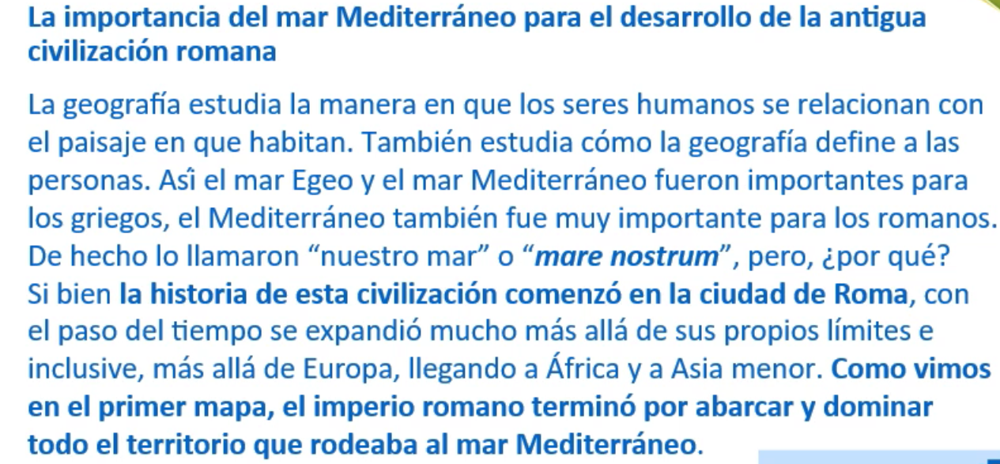 La importancia del mar Mediterráneo para el desarrollo de la antigua
civilización romana
La geografía estudia la manera en que los seres humanos se relacionan con
el paisaje en que habitan. También estudia cómo la geografía define a las
personas. Así el mar Egeo y el mar Mediterráneo fueron importantes para
los griegos, el Mediterráneo también fue muy importante para los romanos.
De hecho lo llamaron “nuestro mar” o “mare nostrum”, pero, ¿por qué?
Si bien la historia de esta civilización comenzó en la ciudad de Roma, con
el paso del tiempo se expandió mucho más allá de sus propios límites e
inclusive, más allá de Europa, llegando a África y a Asia menor. Como vimos
en el primer mapa, el imperio romano terminó por abarcar y dominar
todo el territorio que rodeaba al mar Mediterráneo.